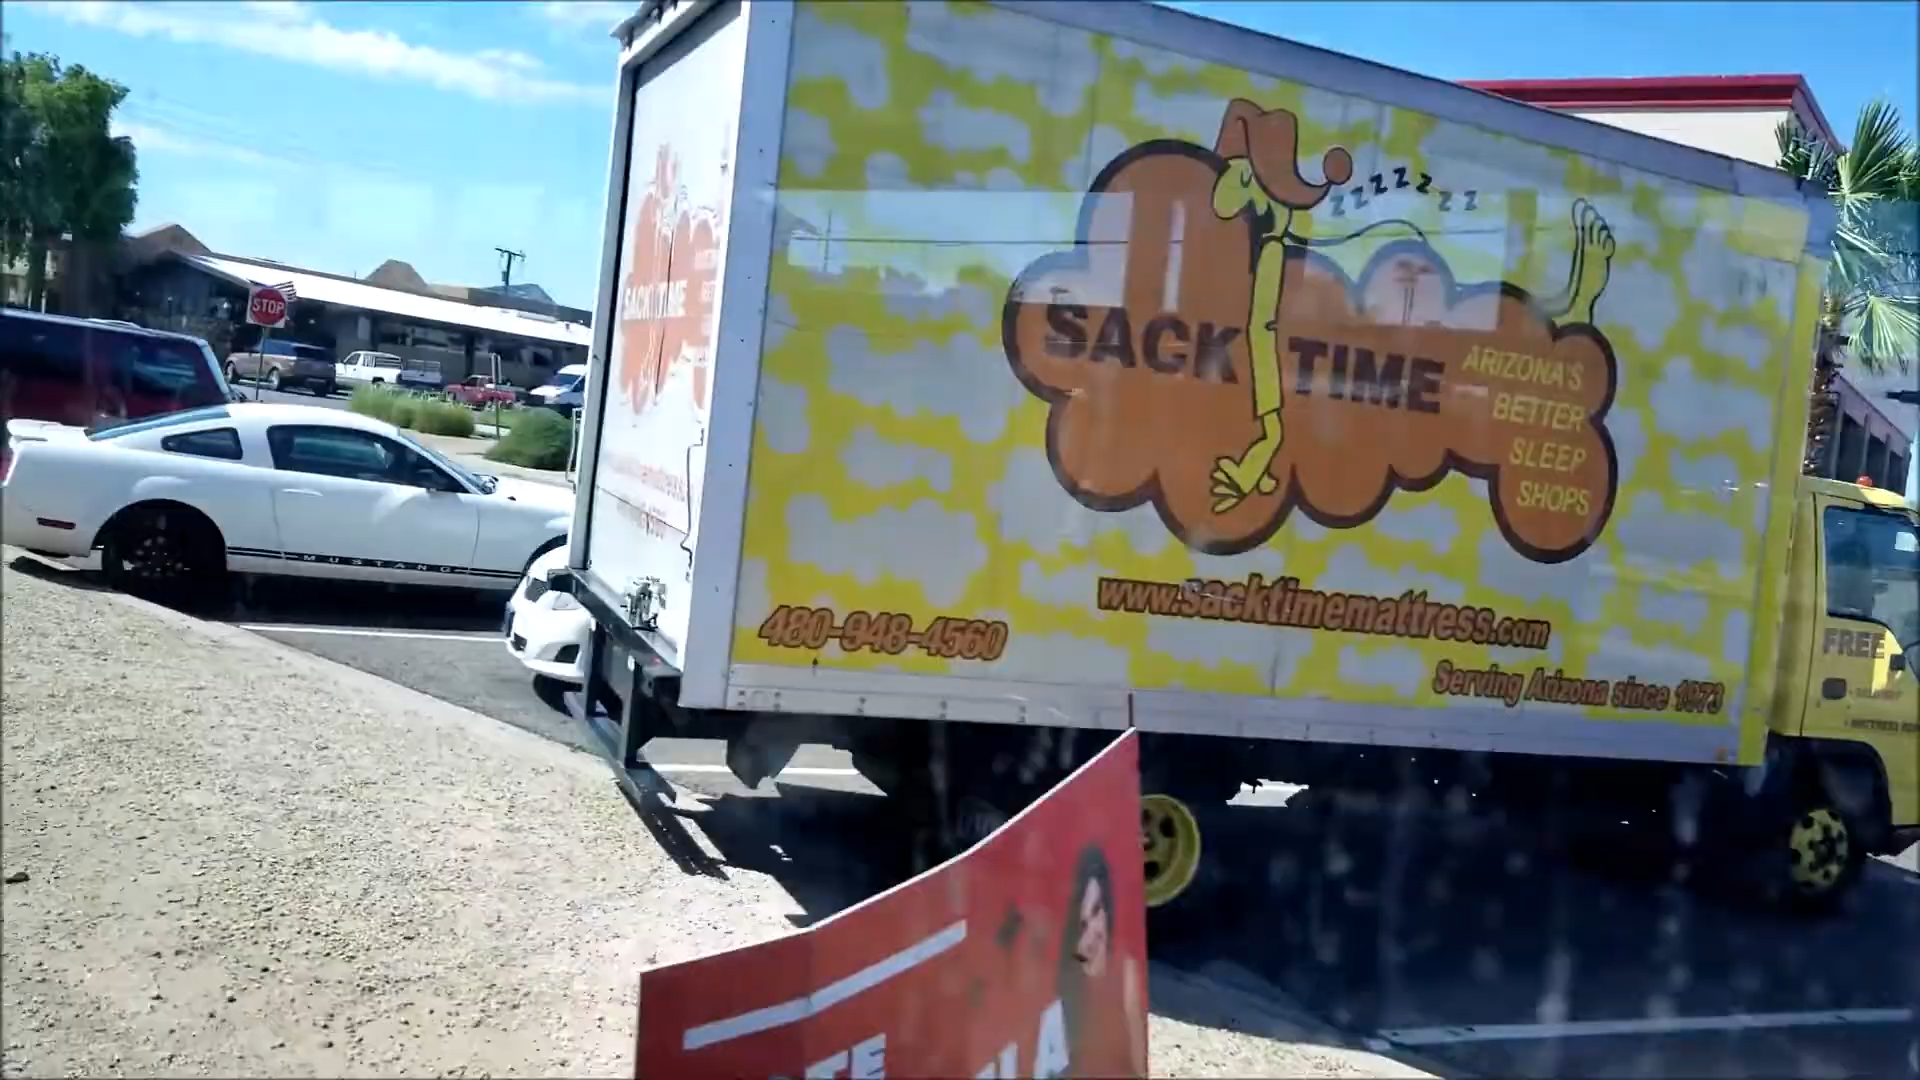 STOP
SACK TIME
zzzzzzz
SACK TIME
ARIZONA'S
BETTER
SLEEP
SHOPS
www.sacktimemattress.com
480-948-4560
Serving Arizona since 1973
FREE
MUSTANG